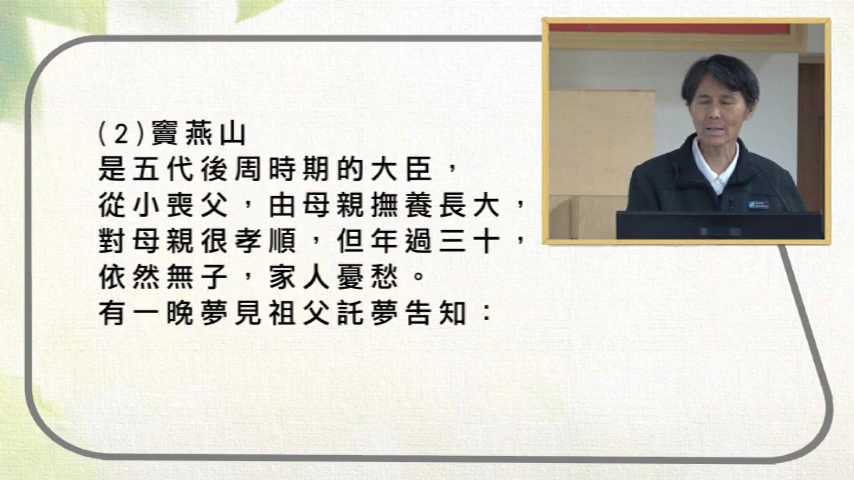 (2)竇燕山
是五代後周時期的大臣，
從小喪父，由母親撫養長大，
對母親很孝順，但年過三十，
依然無子，家人憂愁。
有一晚夢見祖父託夢告知：